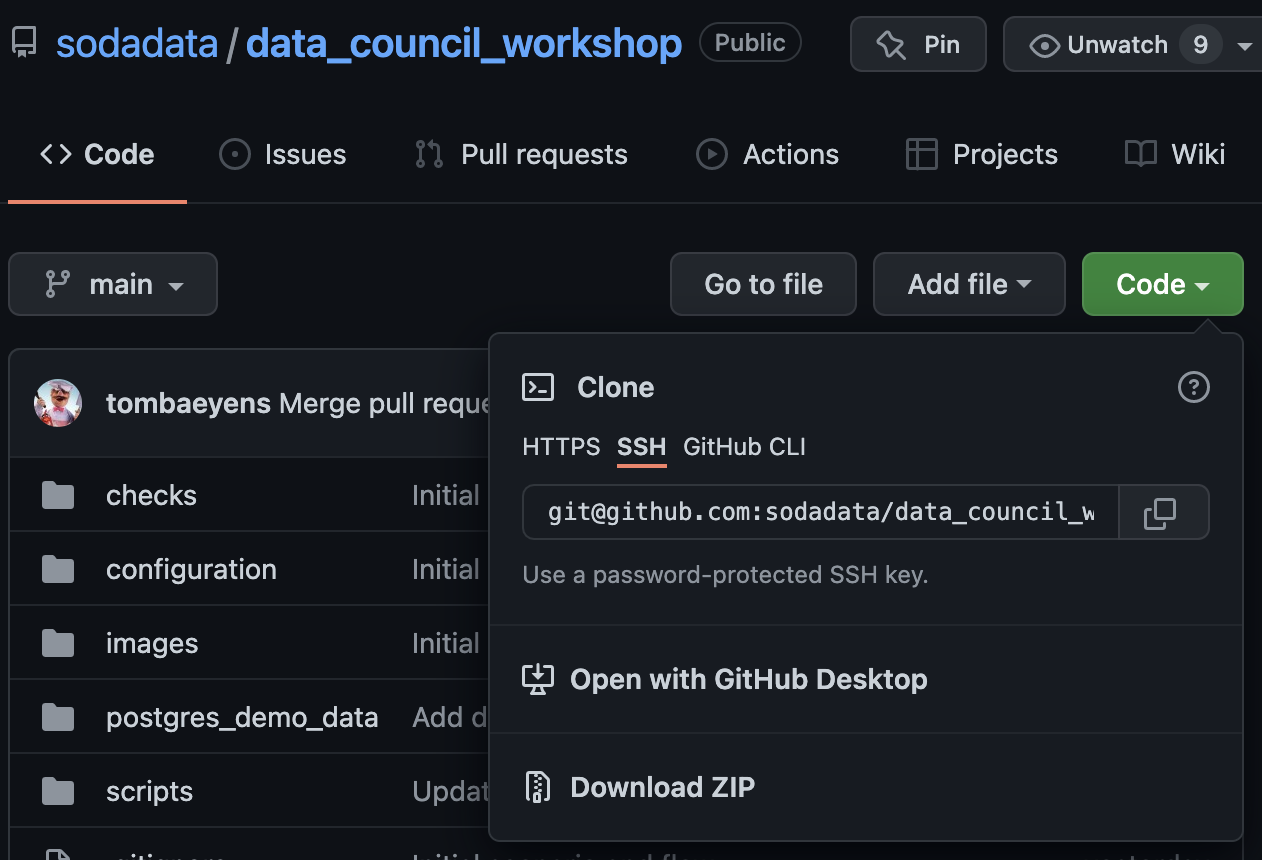 sodadata / data_council_workshop Public Pin Unwatch 9
Code Issues Pull requests Actions Projects Wiki
main Go to file Add file Code
tombaeyens Merge pull reque
Clone
HTTPS SSH GitHub CLI
git@github.com:sodadata/data_council_w
Use a password-protected SSH key.
Open with GitHub Desktop
Download ZIP
checks Initial
configuration Initial
images Initial
postgres_demo_data Add d
scripts Updat